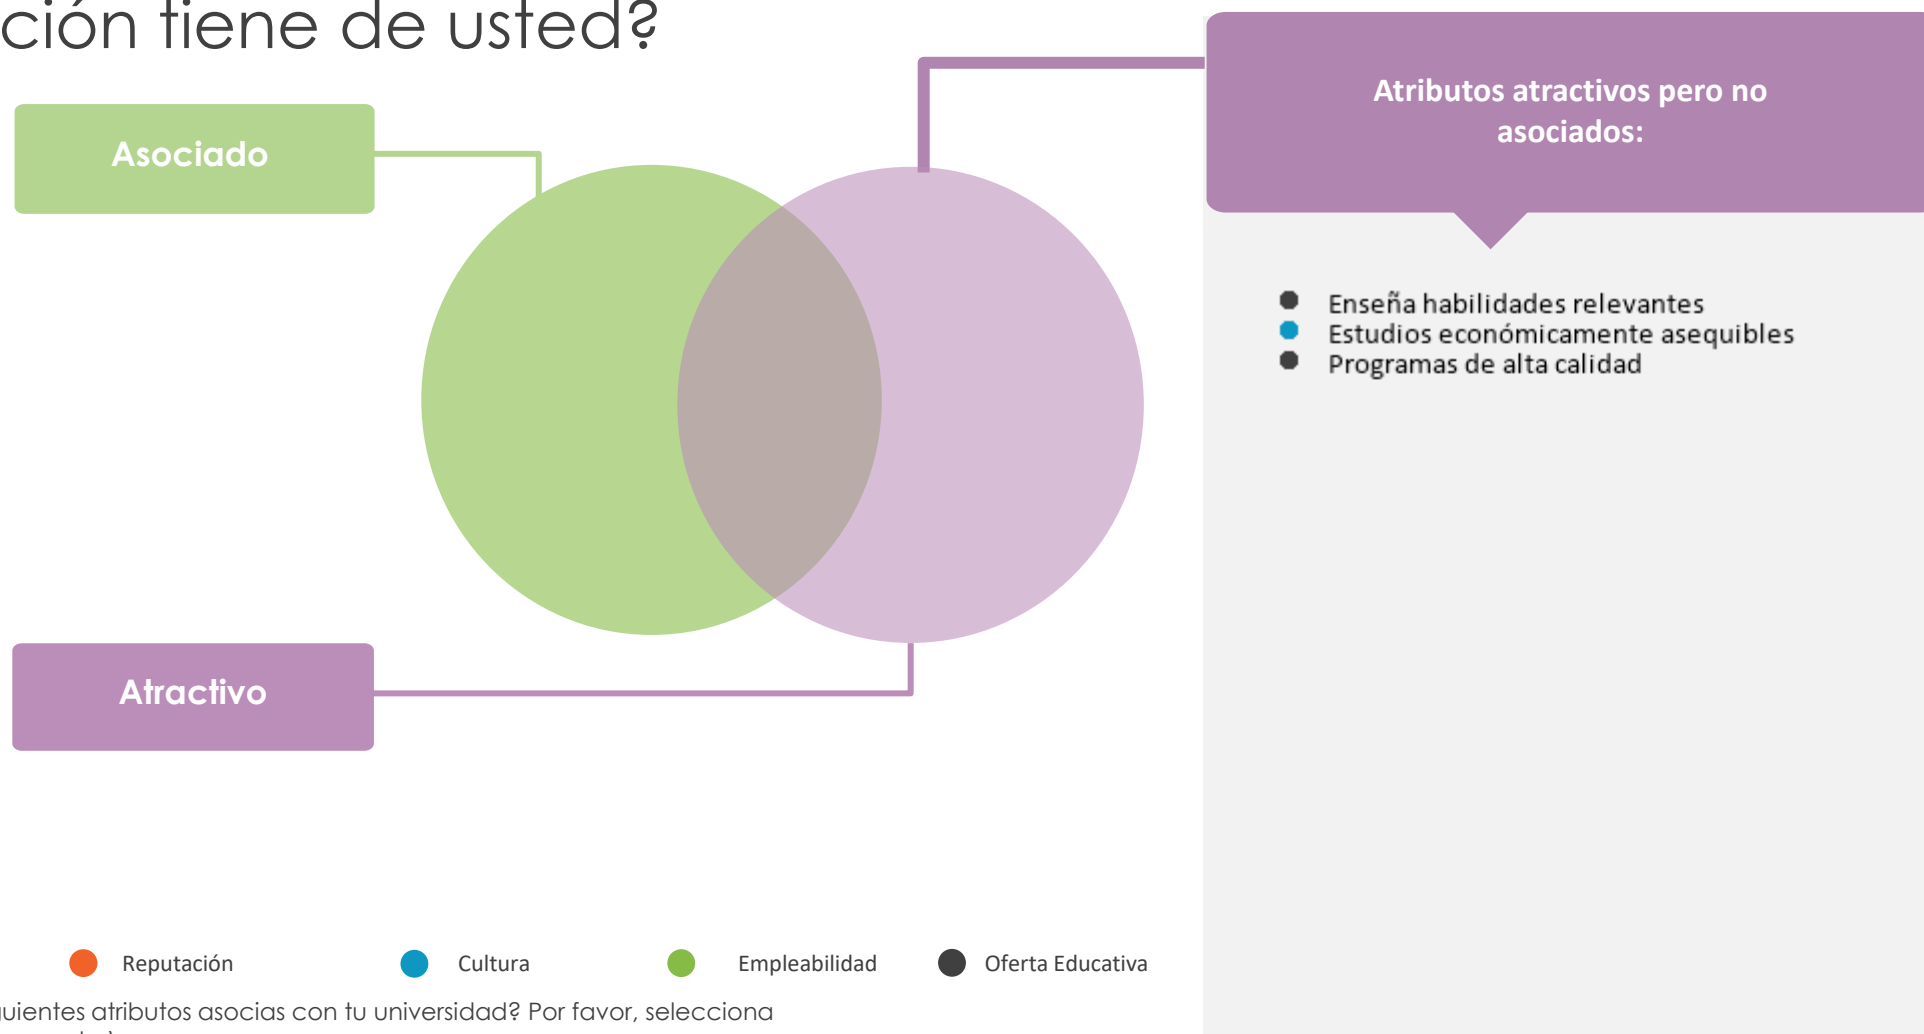 ción tiene de usted?
Asociado
Atractivo
Atributos atractivos pero no
asociados:
Enseña habilidades relevantes
Estudios económicamente asequibles
Programas de alta calidad
Reputación
Cultura
Empleabilidad
Oferta Educativa
uientes atributos asocias con tu universidad? Por favor, selecciona